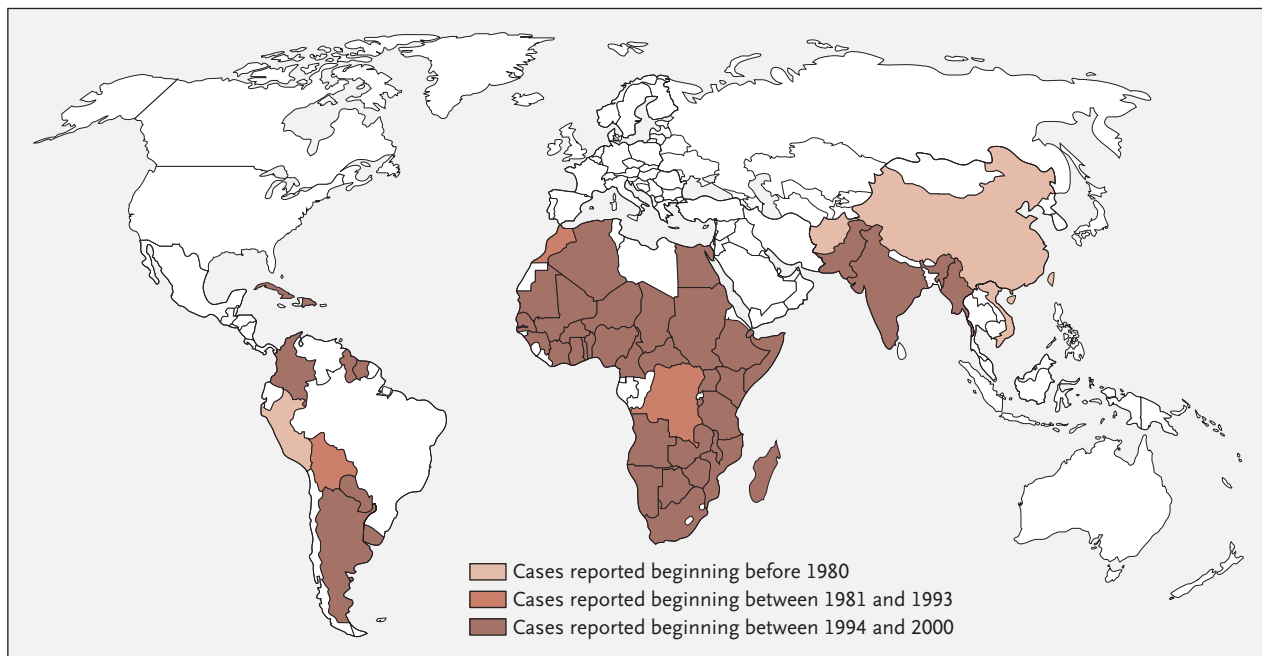 Cases reported beginning before 1980
Cases reported beginning between 1981 and 1993
Cases reported beginning between 1994 and 2000